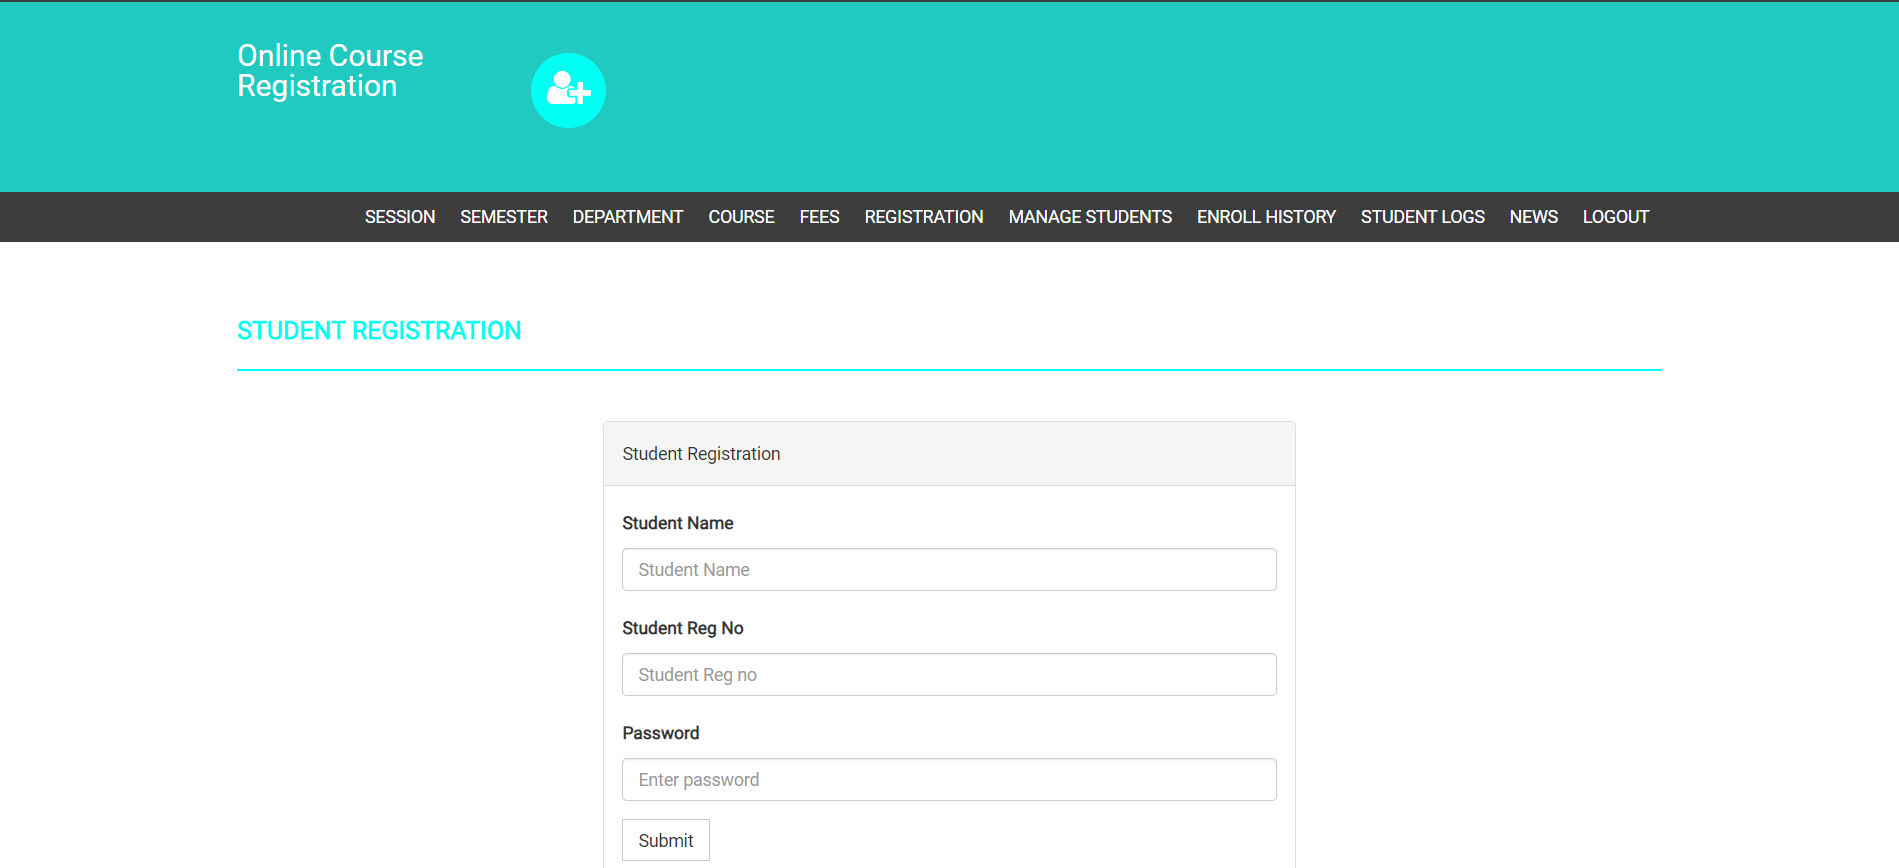 Online Course
Registration
SESSION SEMESTER DEPARTMENT COURSE FEES REGISTRATION MANAGE STUDENTS ENROLL HISTORY STUDENT LOGS NEWS LOGOUT
STUDENT REGISTRATION
Student Registration
Student Name
Student Name
Student Reg No
Student Reg no
Password
Enter password
Submit